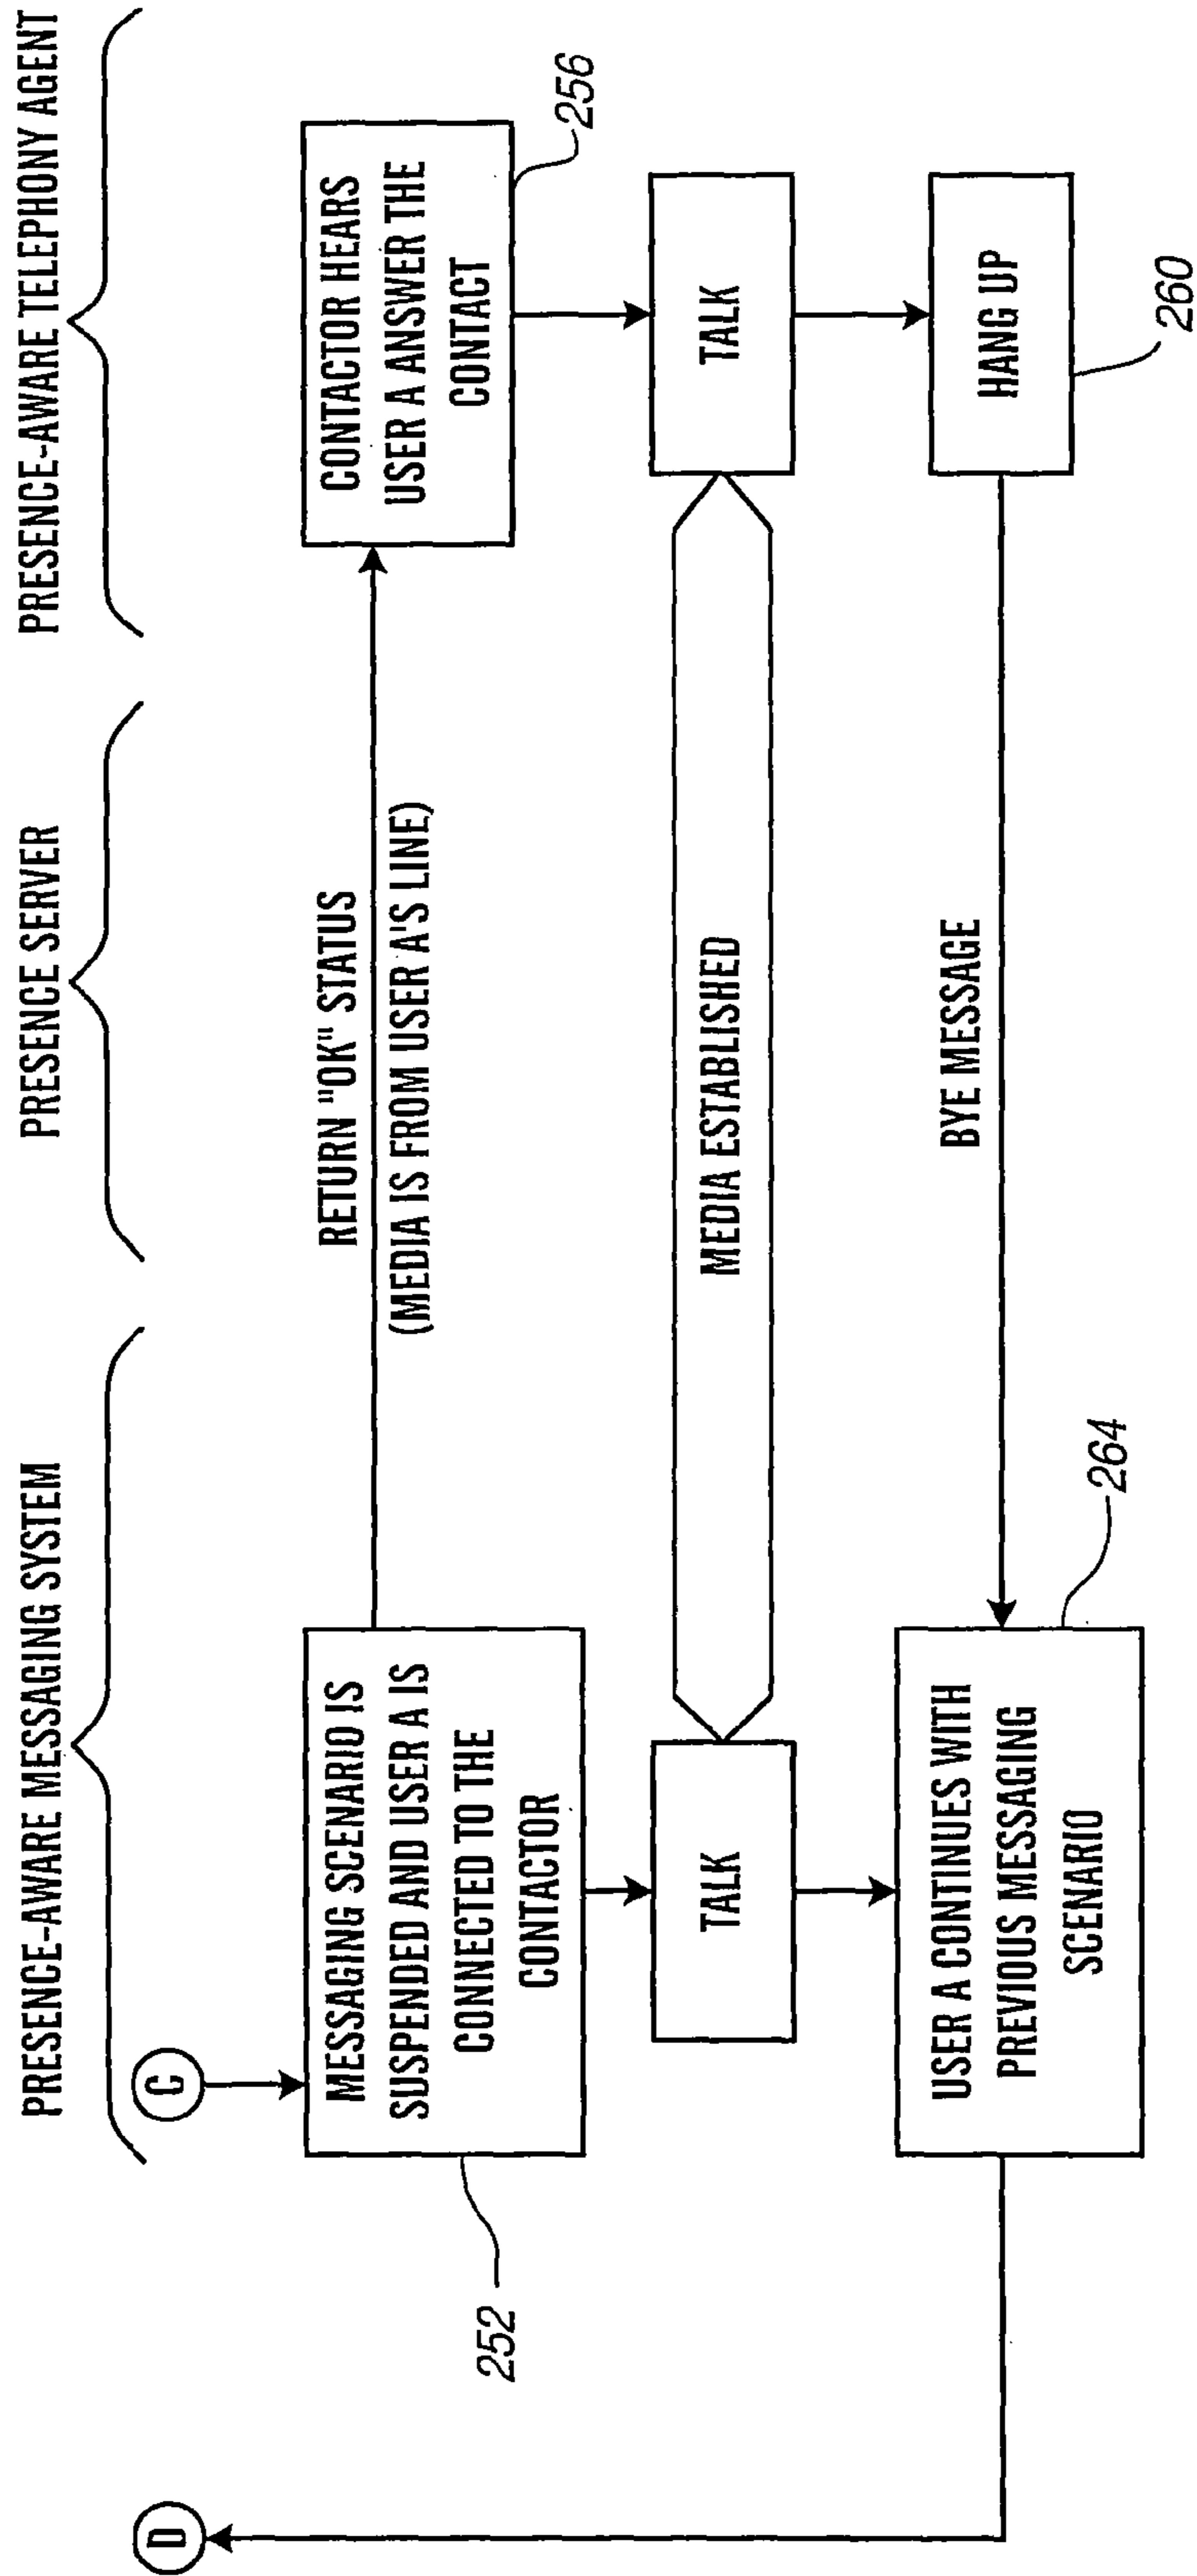 PRESENCE-AWARE MESSAGING SYSTEM
PRESENCE SERVER
PRESENCE-AWARE TELEPHONY AGENT
D
C
MESSAGING SCENARIO IS
SUSPENDED AND USER A IS
CONNECTED TO THE
CONTACTOR
252
RETURN "OK" STATUS
(MEDIA IS FROM USER A'S LINE)
CONTACTOR HEARS
USER A ANSWER THE
CONTACT
256
TALK
MEDIA ESTABLISHED
TALK
USER A CONTINUES WITH
PREVIOUS MESSAGING
SCENARIO
264
BYE MESSAGE
HANG UP
260